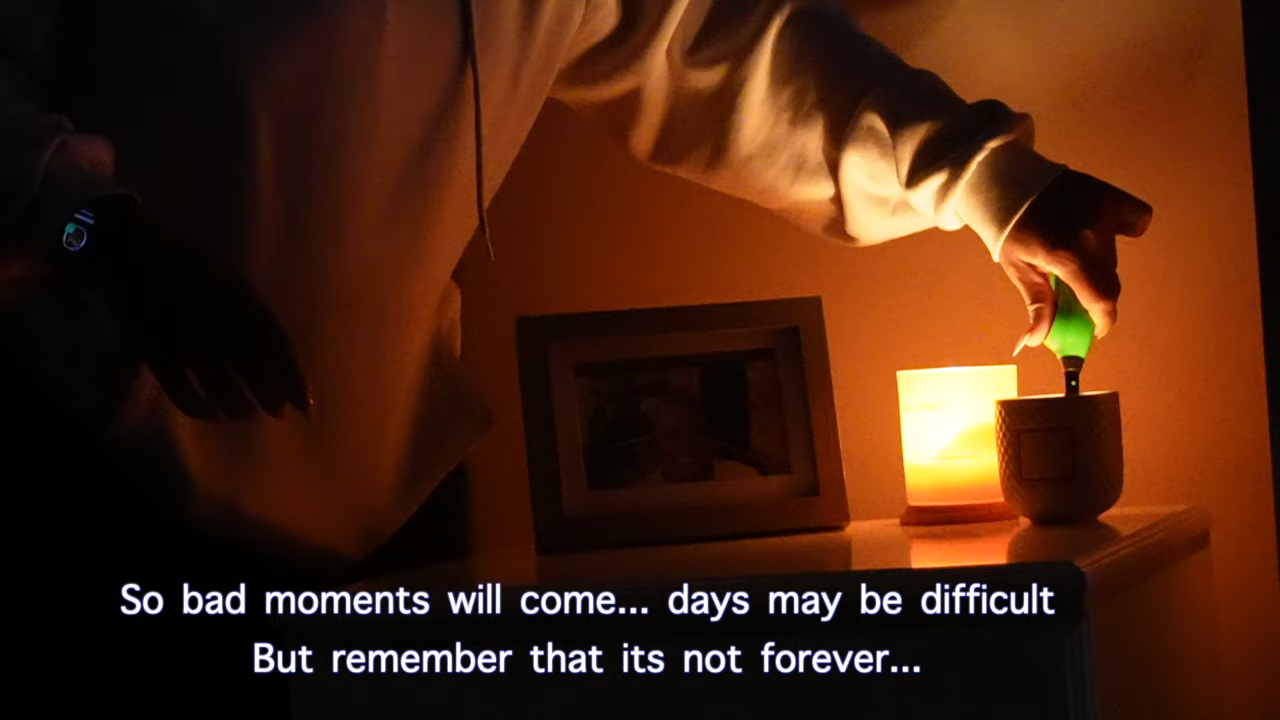 So bad moments will come... days may be difficult
But remember that its not forever...